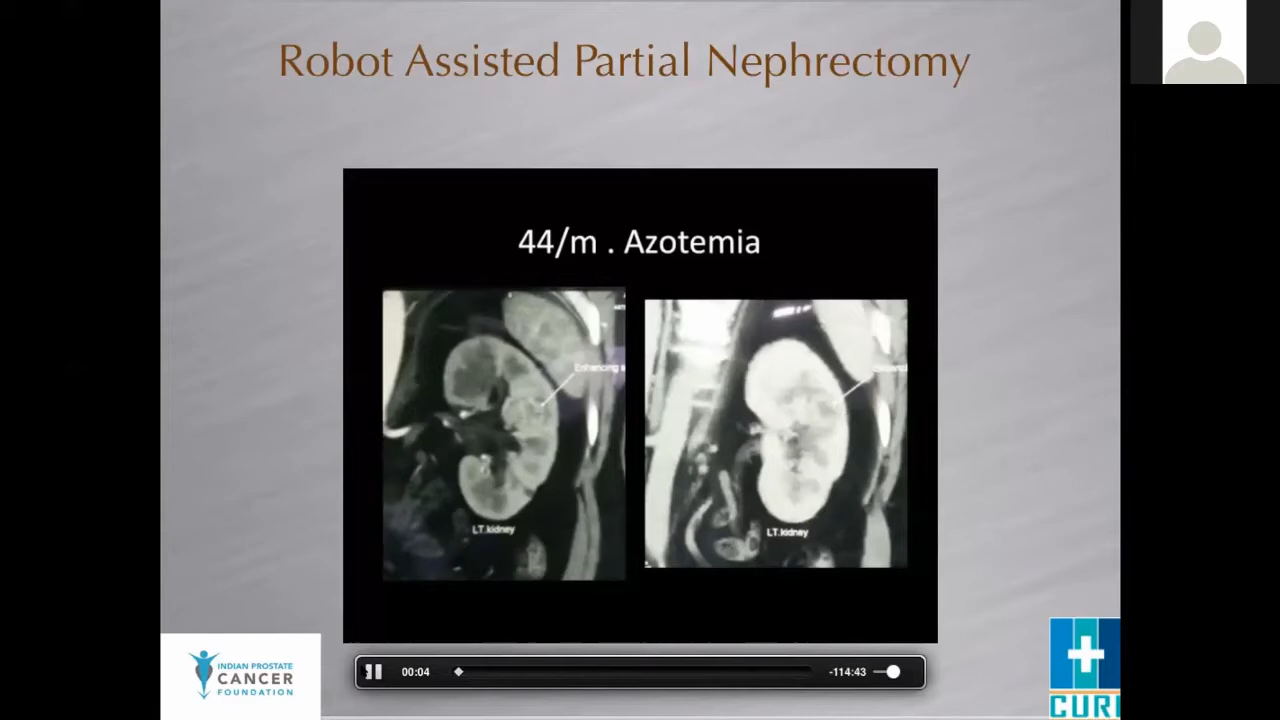 Robot Assisted Partial Nephrectomy
44/m . Azotemia
Enhancing
LT.kidney
LT.kidney
00:04
-114:43
INDIAN PROSTATE
CANCER
FOUNDATION
CURI